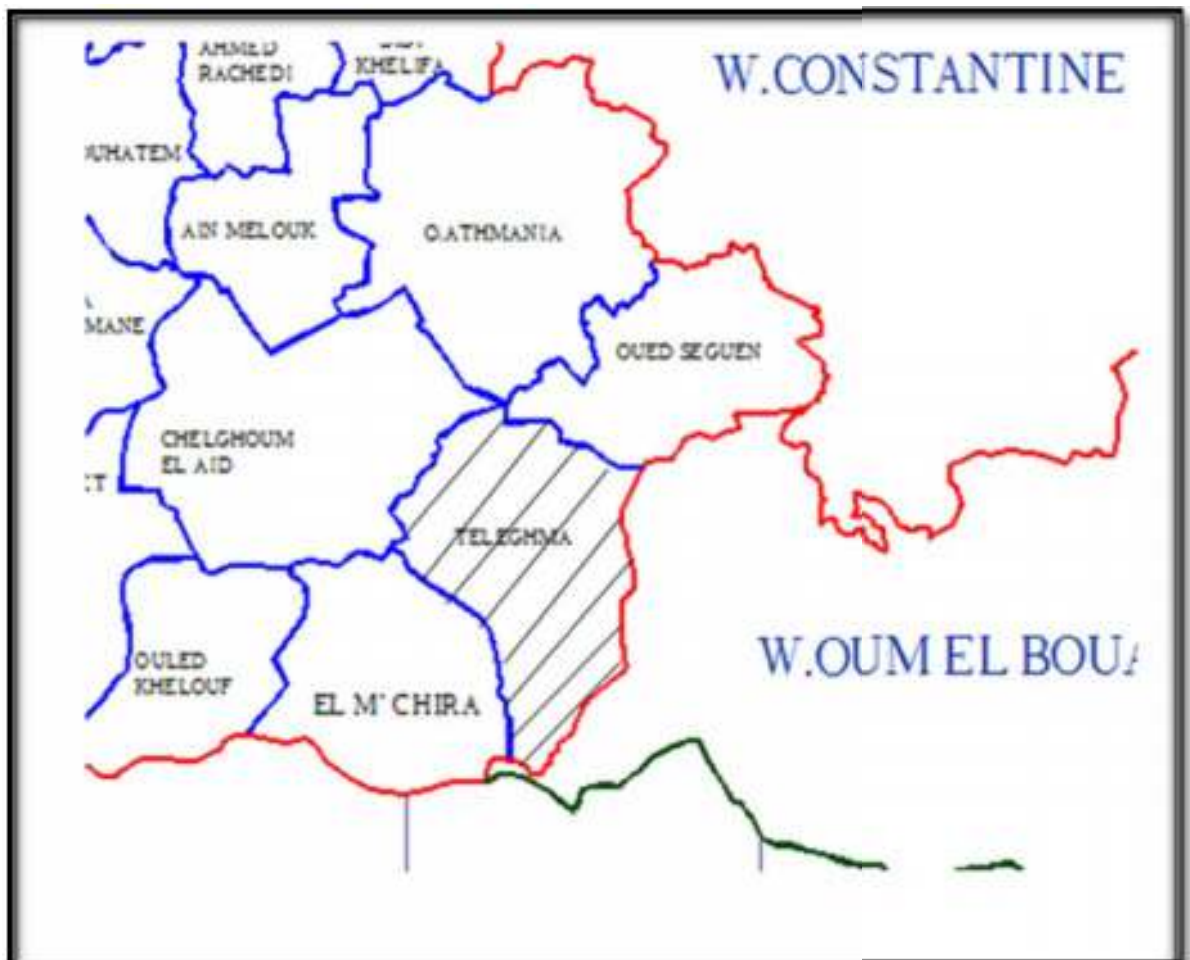 AHMED
RACHEDI
KHELIFA
W.CONSTANTINE
AIN MELOUK
O.ATHMANIA
MANE
OUED SEGUEN
CHELGHOUM
EL AID
TELEGHMA
OULED
KHELOUF
EL M' CHIRA
W.OUM EL BOUA